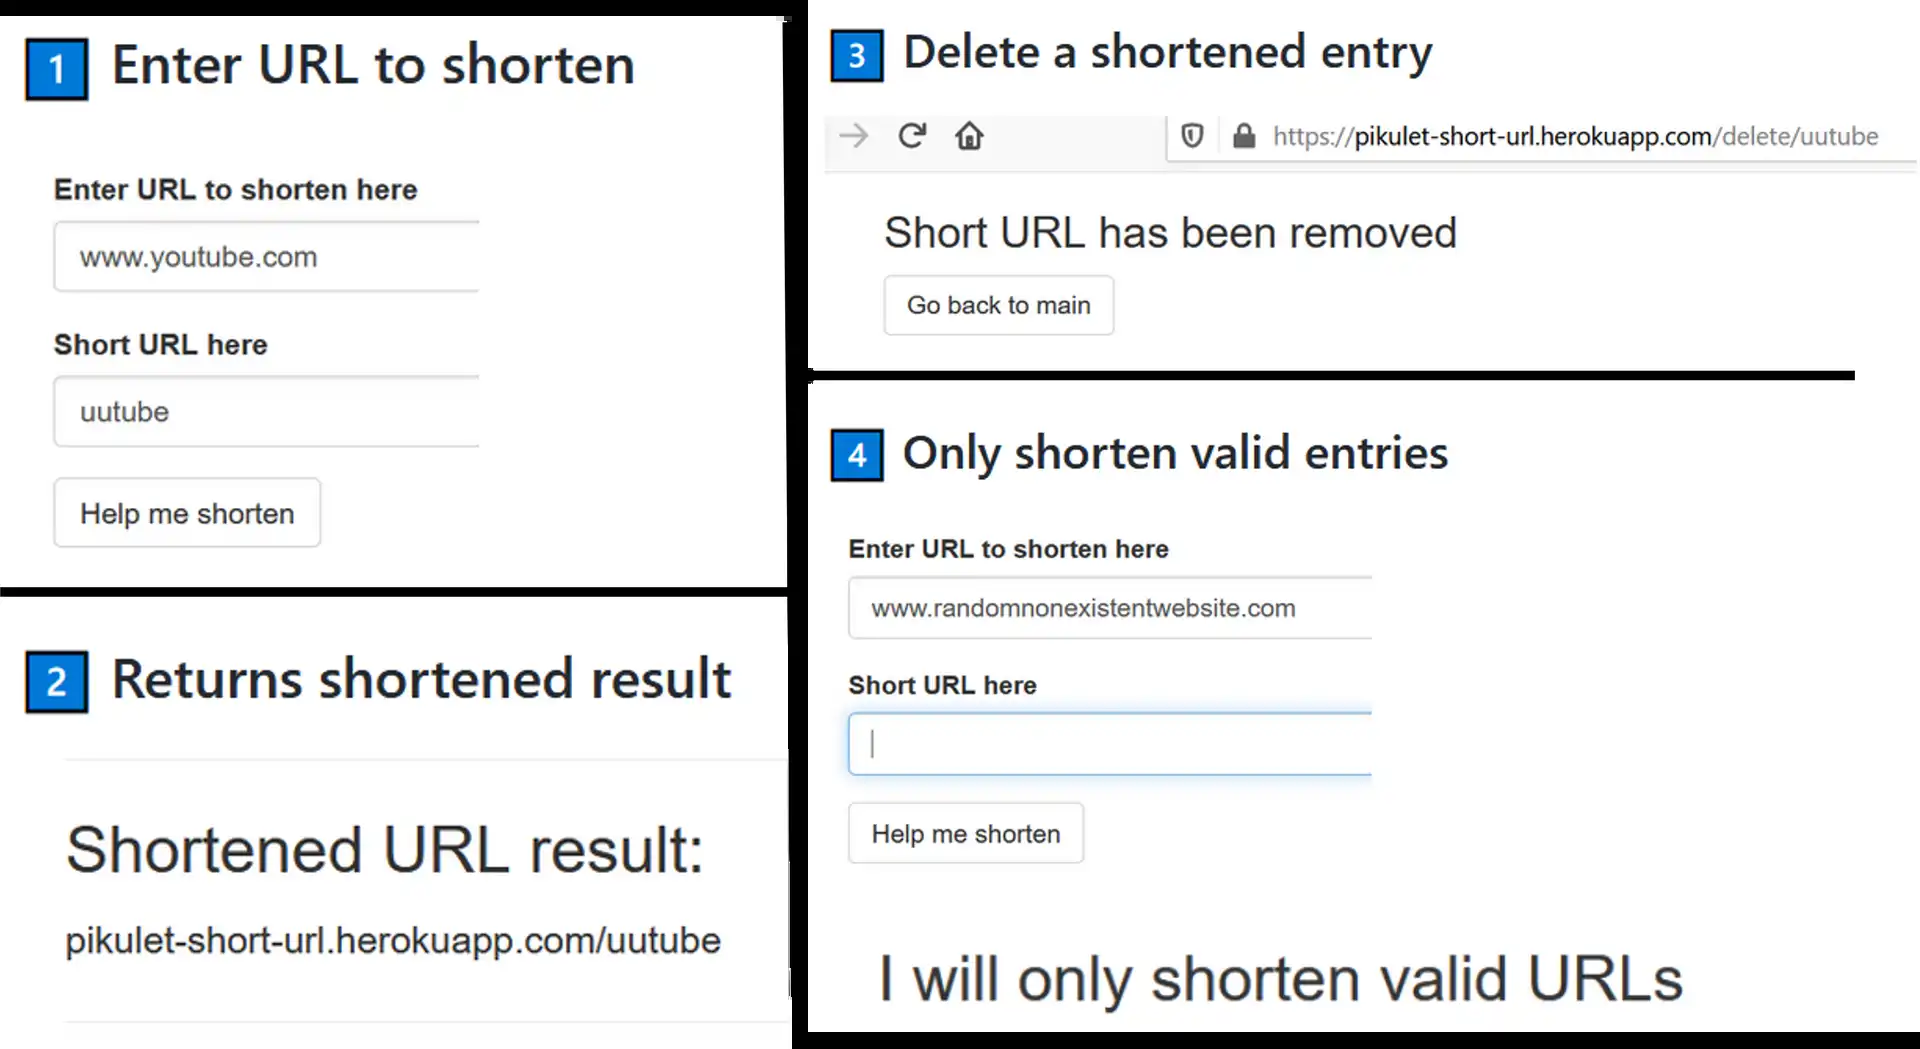 1 Enter URL to shorten
Enter URL to shorten here
www.youtube.com
Short URL here
uutube
Help me shorten
2 Returns shortened result
Shortened URL result:
pikulet-short-url.herokuapp.com/uutube
3 Delete a shortened entry
https://pikulet-short-url.herokuapp.com/delete/uutube
Short URL has been removed
Go back to main
4 Only shorten valid entries
Enter URL to shorten here
www.randomnonexistentwebsite.com
Short URL here
Help me shorten
I will only shorten valid URLs